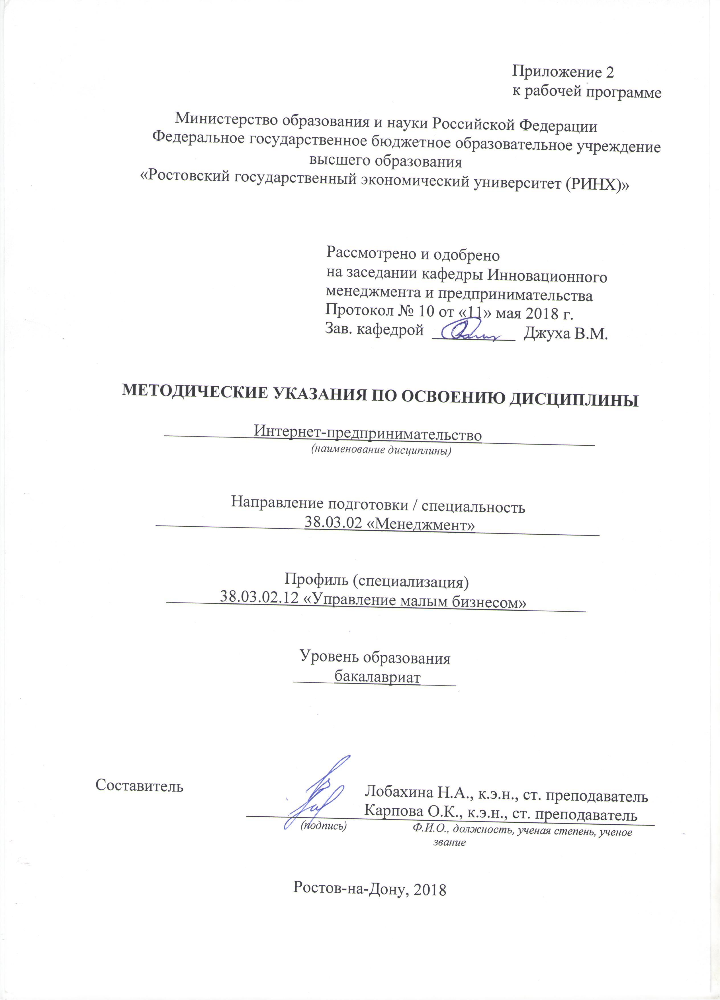 Приложение 2
к рабочей программе
Министерство образования и науки Российской Федерации
Федеральное государственное бюджетное образовательное учреждение
высшего образования
«Ростовский государственный экономический университет (РИНХ)»
Рассмотрено и одобрено
на заседании кафедры Инновационного
менеджмента и предпринимательства
Протокол № 10 от «11» мая 2018 г.
Зав. кафедрой Джуха В.М.
МЕТОДИЧЕСКИЕ УКАЗАНИЯ ПО ОСВОЕНИЮ ДИСЦИПЛИНЫ
Интернет-предпринимательство
(наименование дисциплины)
Направление подготовки / специальность
38.03.02 «Менеджмент»
Профиль (специализация)
38.03.02.12 «Управление малым бизнесом»
Уровень образования
бакалавриат
Составитель
Лобахина Н.А., к.э.н., ст. преподаватель
Карпова О.К., к.э.н., ст. преподаватель
(подпись) Ф.И.О., должность, ученая степень, ученое
звание
Ростов-на-Дону, 2018